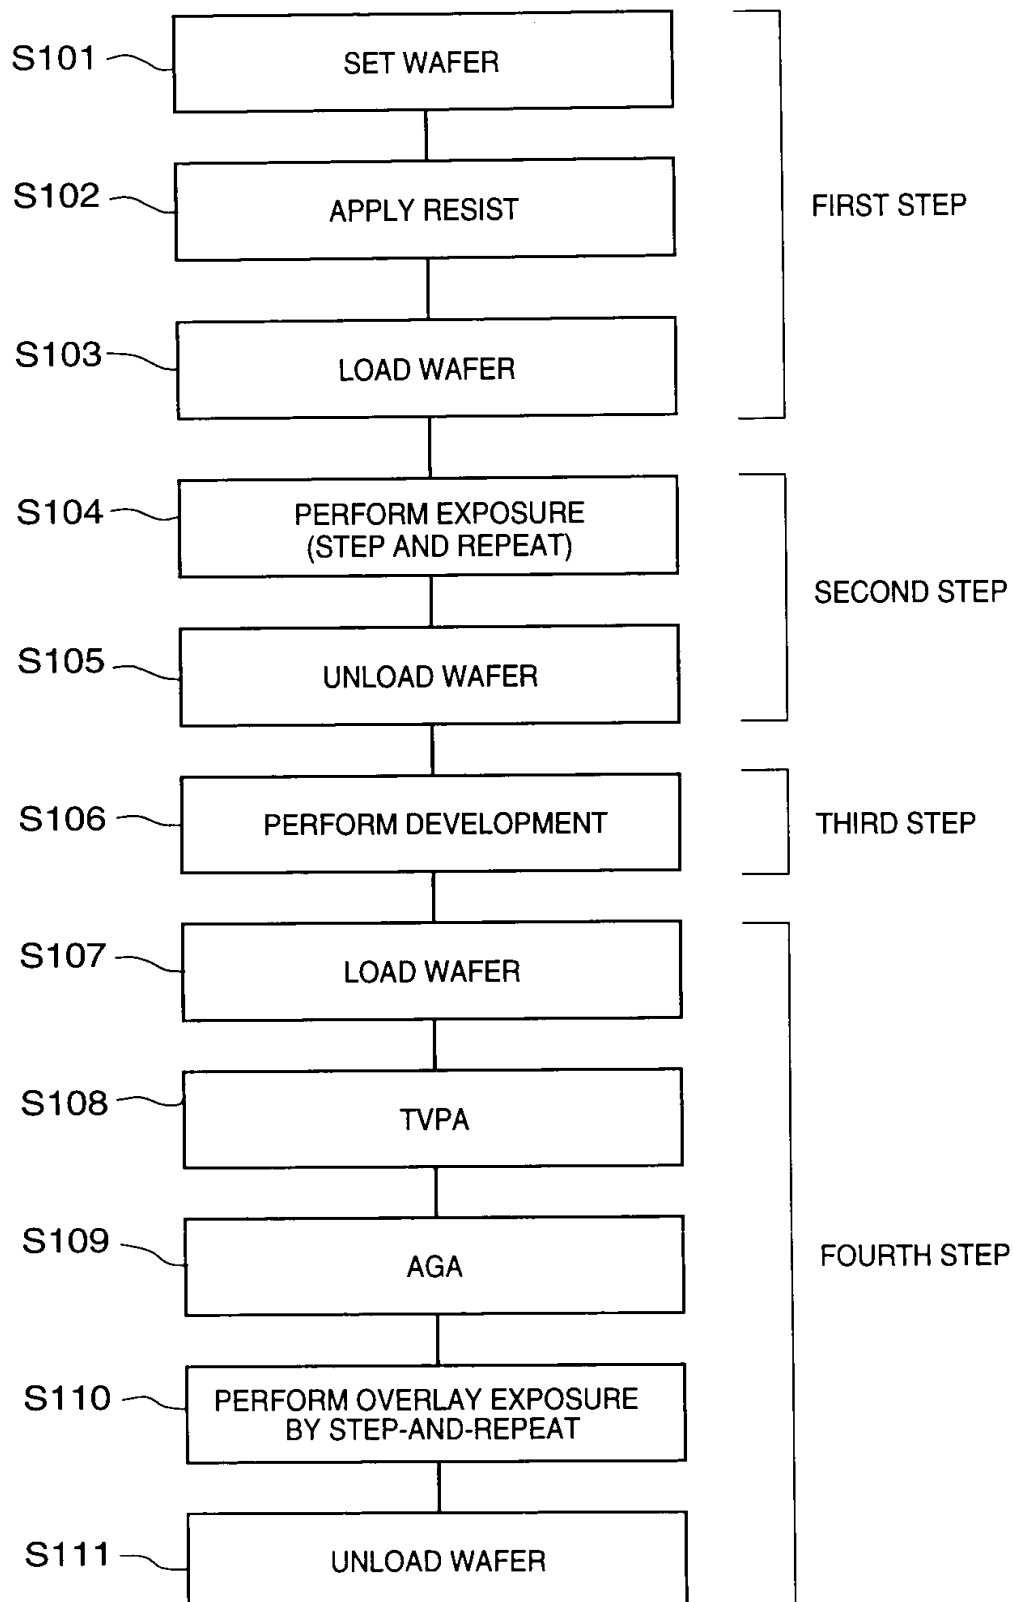 S101
SET WAFER
S102
APPLY RESIST
FIRST STEP
S103
LOAD WAFER
S104
PERFORM EXPOSURE
(STEP AND REPEAT)
SECOND STEP
S105
UNLOAD WAFER
S106
PERFORM DEVELOPMENT
THIRD STEP
S107
LOAD WAFER
S108
TVPA
S109
AGA
FOURTH STEP
S110
PERFORM OVERLAY EXPOSURE
BY STEP-AND-REPEAT
S111
UNLOAD WAFER